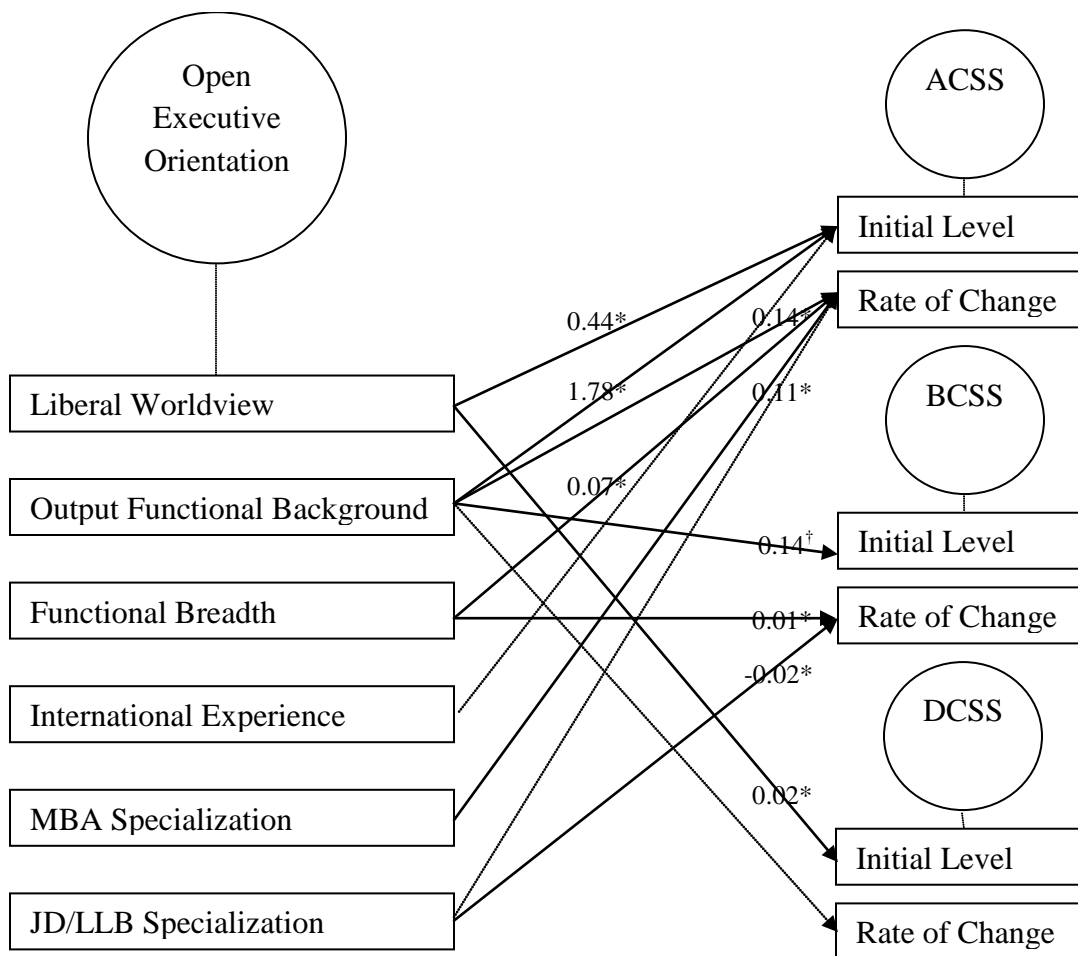 Open
Executive
Orientation
ACSS
Initial Level
Rate of Change
0.44*
0.14*
BCSS
Liberal Worldview
1.78*
0.11*
Output Functional Background
0.07*
Initial Level
0.14†
Functional Breadth
0.01*
Rate of Change
-0.02*
International Experience
DCSS
MBA Specialization
0.02*
Initial Level
JD/LLB Specialization
Rate of Change